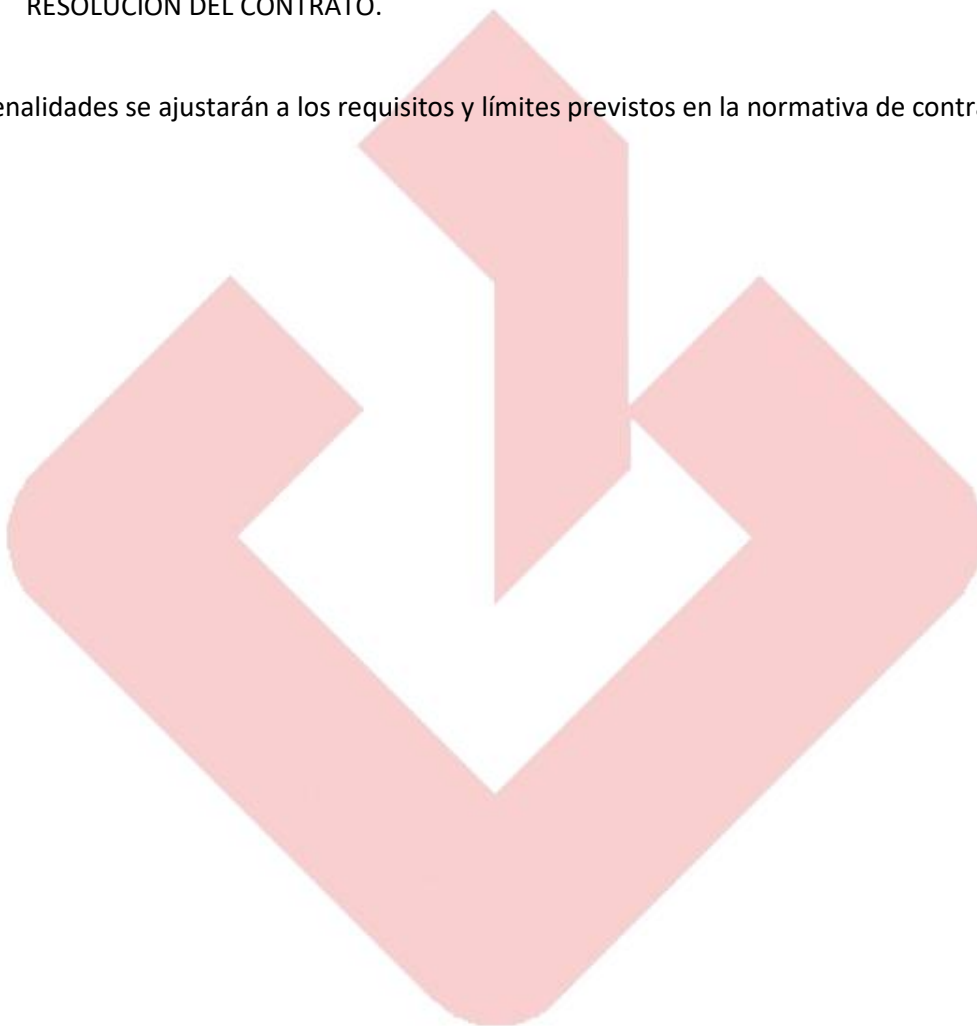 RESOLUCIÓN DEL CONTRATO.
enalidades se ajustarán a los requisitos y límites previstos en la normativa de contra